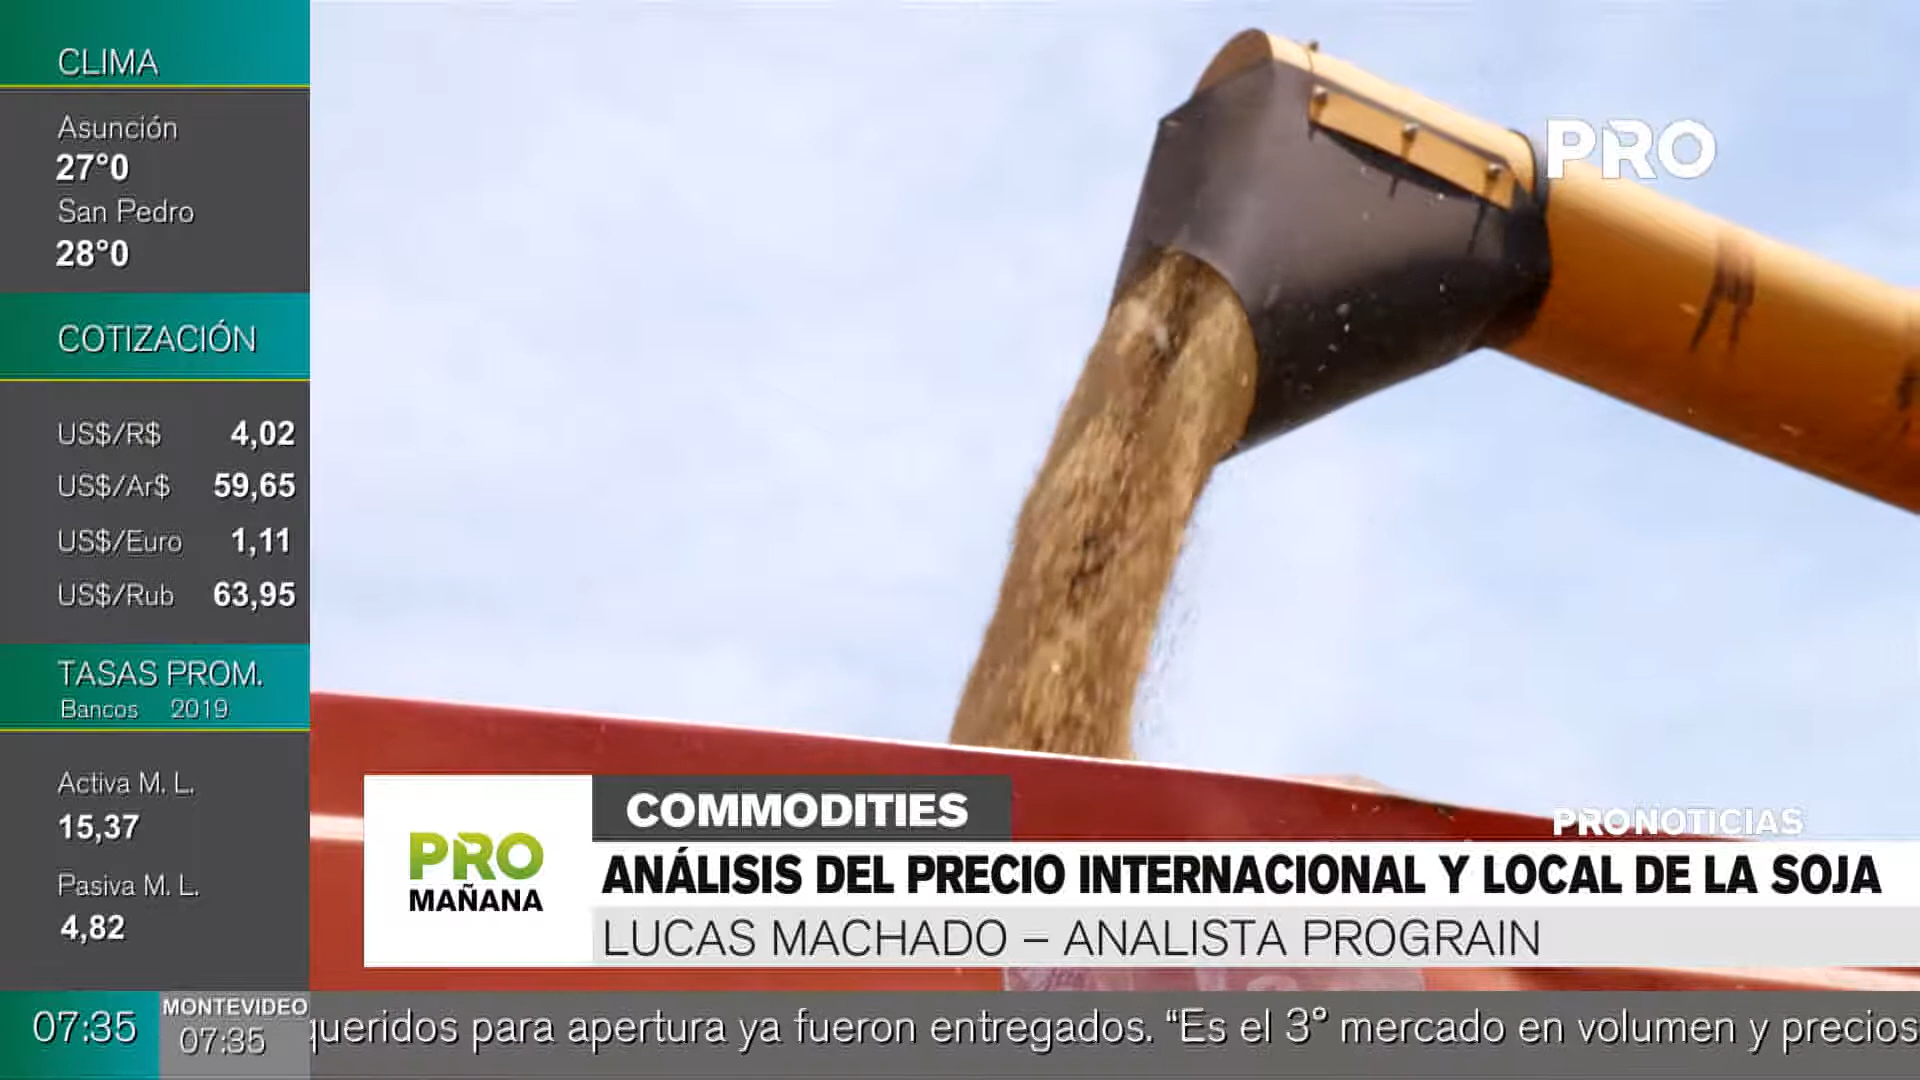 CLIMA
Asunción
27°0
San Pedro
28°0
COTIZACIÓN
US$/R$ 4,02
US$/Ar$ 59,65
US$/Euro 1,11
US$/Rub 63,95
TASAS PROM.
Bancos 2019
Activa M. L.
15,37
Pasiva M. L.
4,82
PRO
PRONOTICIAS
PRO
MAÑANA
COMMODITIES
ANÁLISIS DEL PRECIO INTERNACIONAL Y LOCAL DE LA SOJA
LUCAS MACHADO – ANALISTA PROGRAIN
07:35
MONTEVIDEO
07:35
queridos para apertura ya fueron entregados. “Es el 3° mercado en volumen y precios